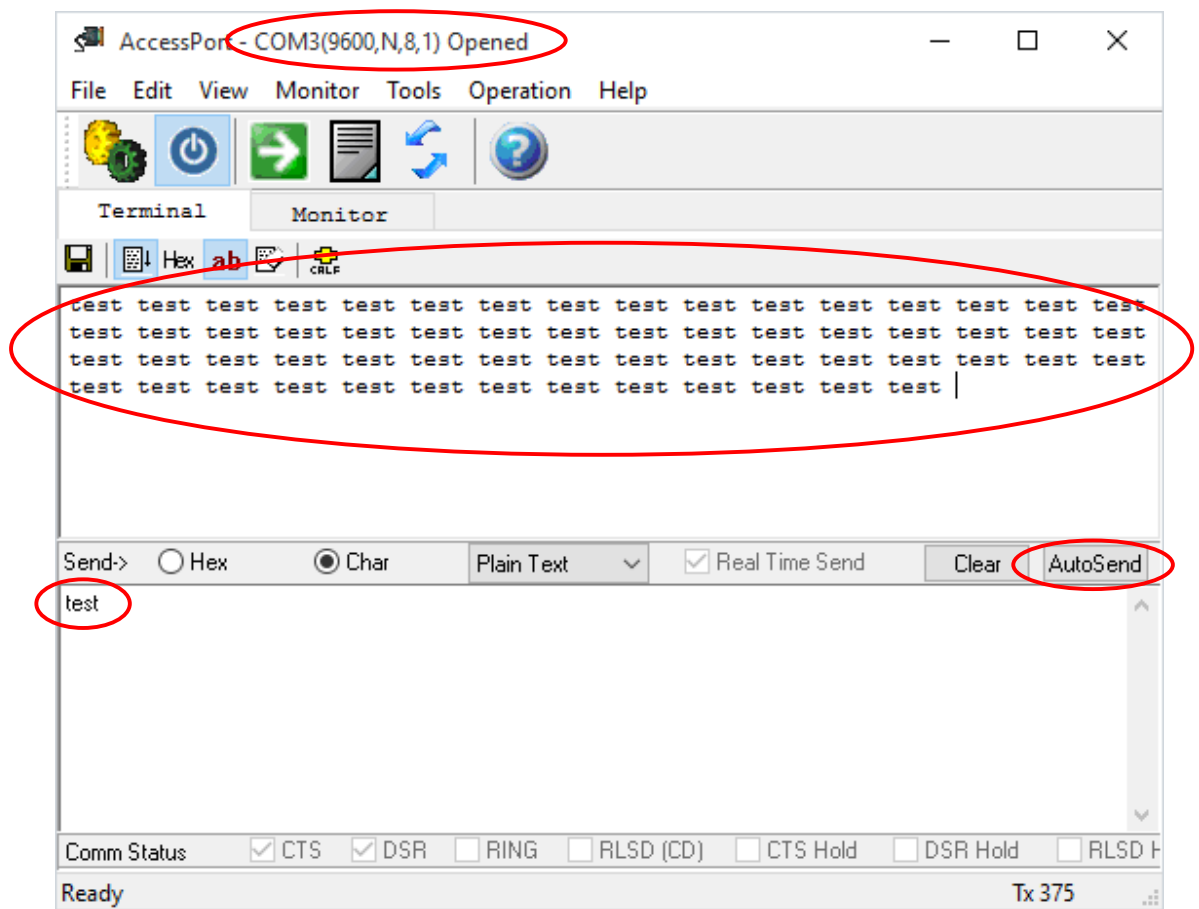 AccessPort - COM3(9600,N,8,1) Opened
File Edit View Monitor Tools Operation Help
Terminal Monitor
Hex ab CRLF
test test test test test test test test test test test test test test test test
test test test test test test test test test test test test test test test test
test test test test test test test test test test test test test test test test
test test test test test test test test test test test test test
Send-> Hex Char Plain Text Real Time Send Clear AutoSend
test
Comm Status CTS DSR RING RLSD (CD) CTS Hold DSR Hold RLSD H
Ready Tx 375